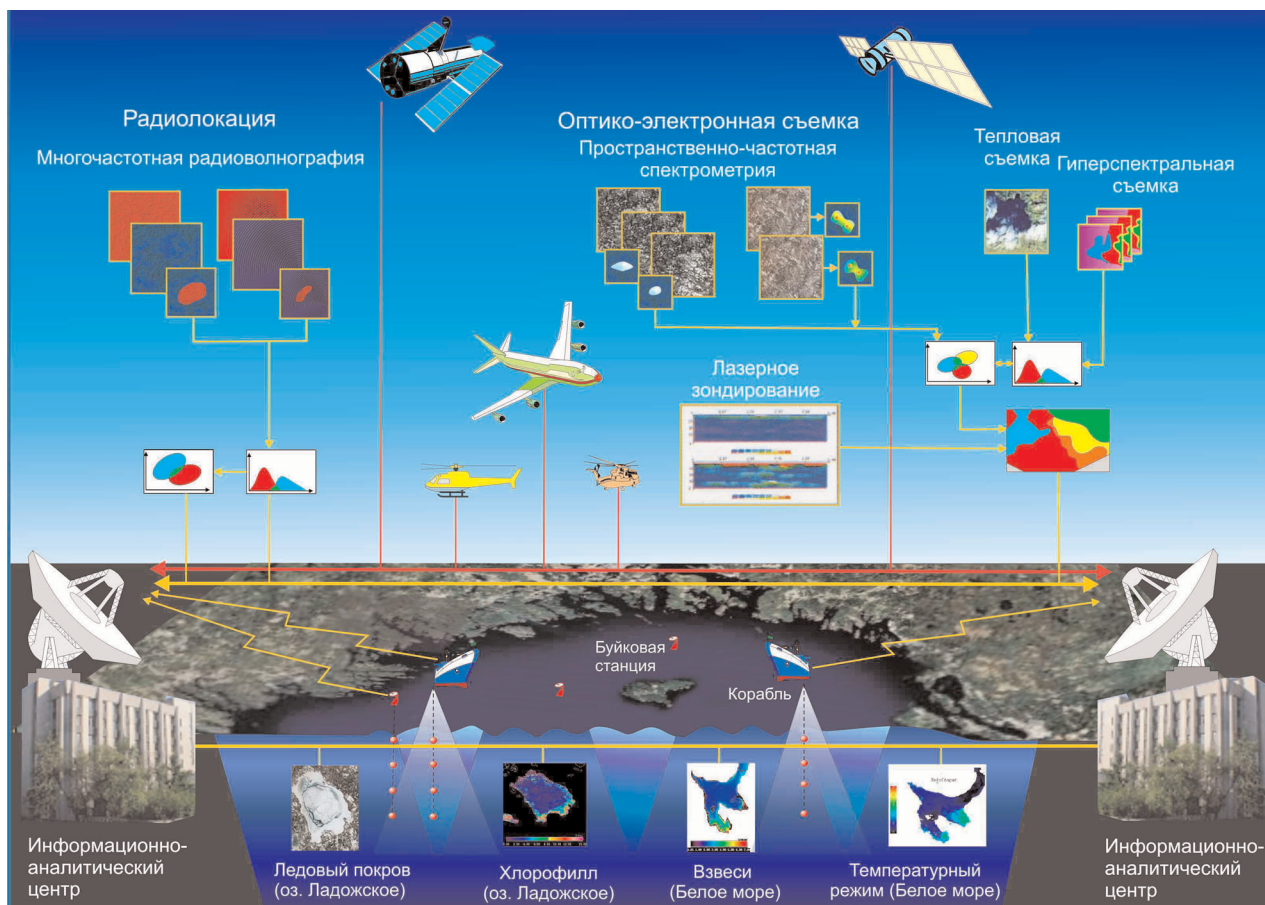 Радиолокация
Многочастотная радиоволнография
Оптико-электронная съемка
Пространственно-частотная
спектрометрия
Тепловая
съемка
Гиперспектральная
съемка
Лазерное
зондирование
Буйковая
станция
Корабль
Информационно-
аналитический
центр
Ледовый покров
(оз. Ладожское)
Хлорофилл
(оз. Ладожское)
Взвеси
(Белое море)
Температурный
режим (Белое море)
Информационно-
аналитический
центр